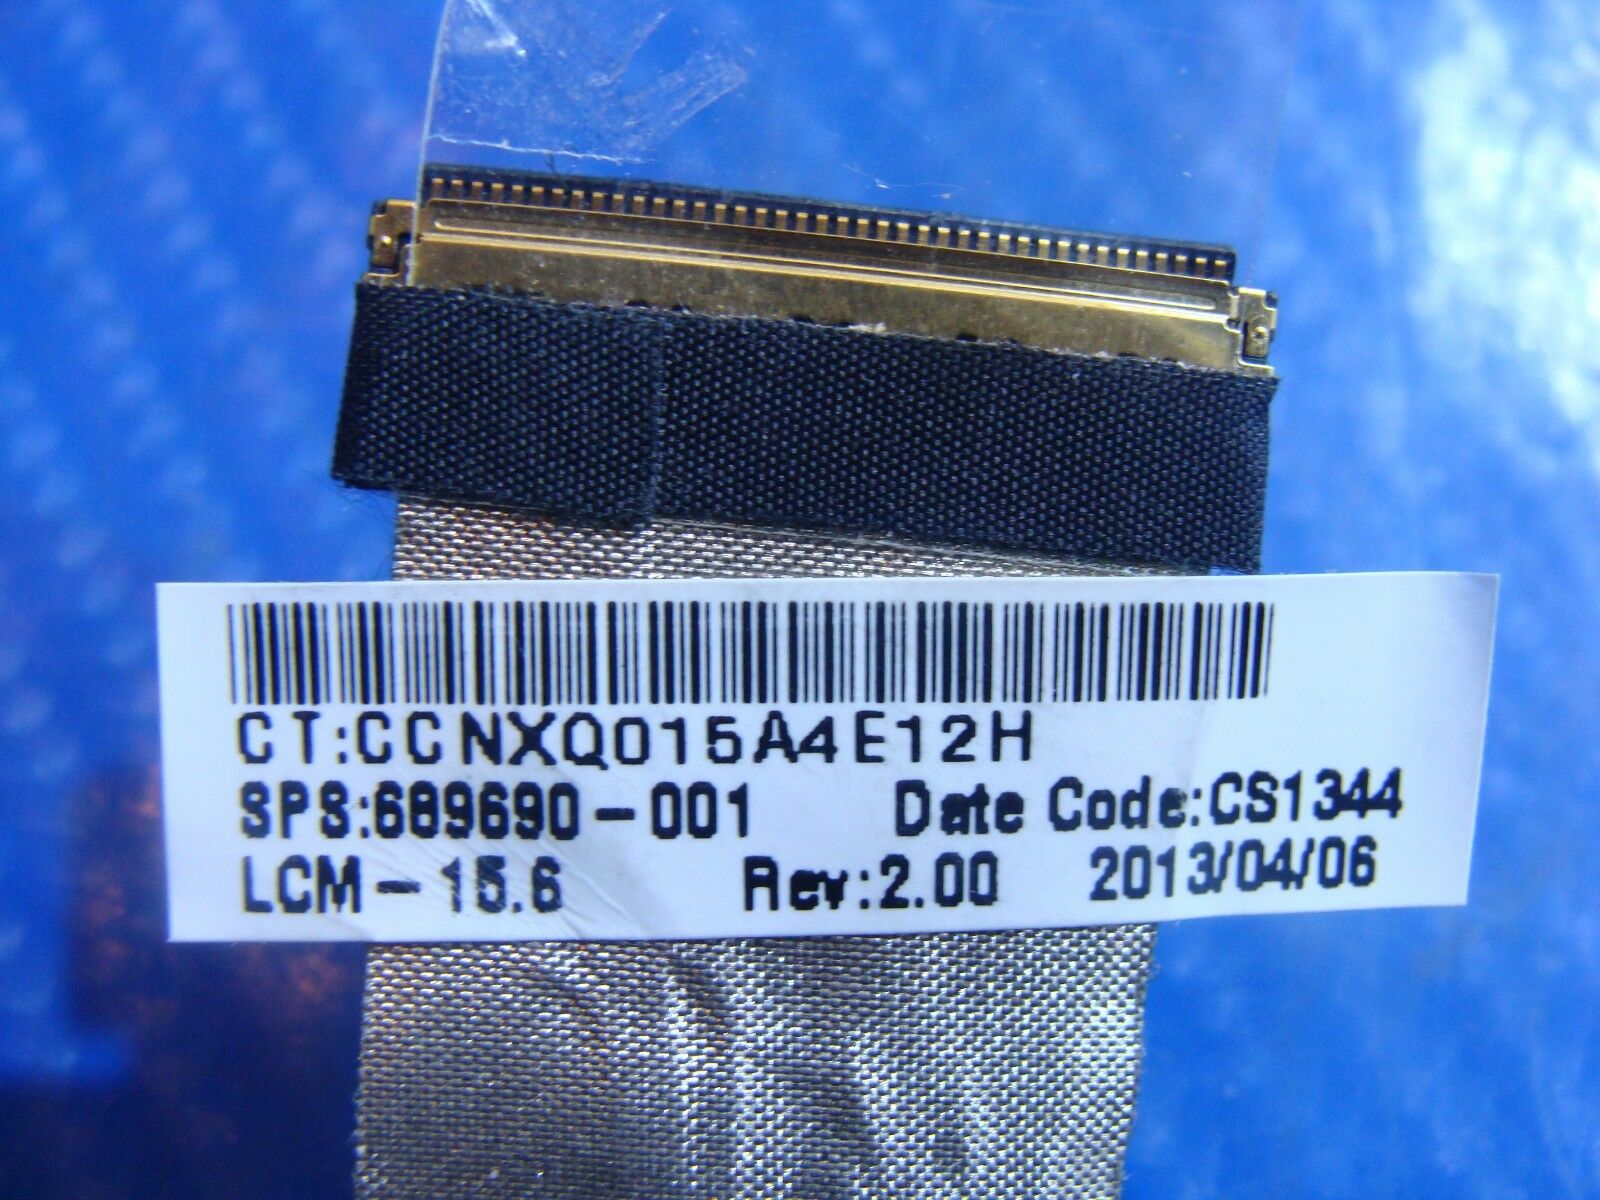 CT:CCNXQ015A4E12H
SPS:689690-001 Date Code:CS1344
LCM-15.6 Rev:2.00 2013/04/06